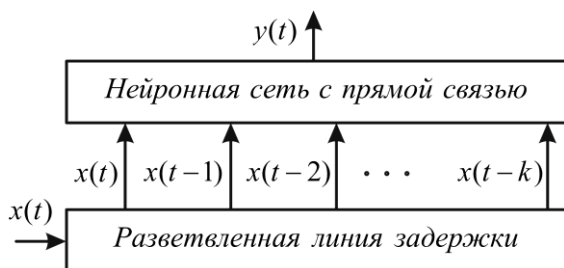 y(t)
Нейронная сеть с прямой связью
x(t) x(t−1) x(t−2) · · · x(t−k)
x(t)
Разветвленная линия задержки